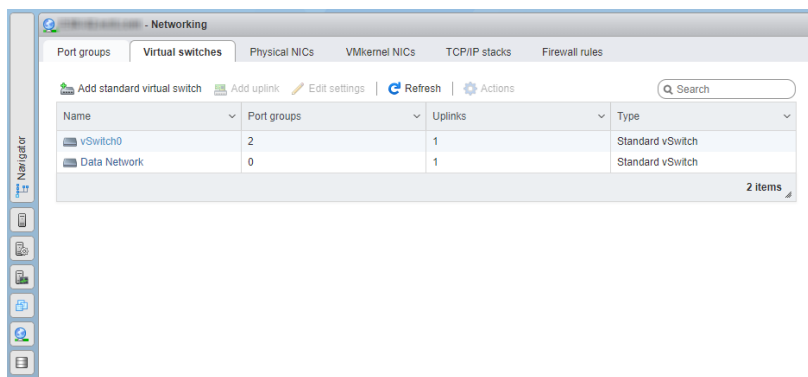 - Networking
Port groups Virtual switches Physical NICs VMkernel NICs TCP/IP stacks Firewall rules
Add standard virtual switch Add uplink Edit settings Refresh Actions Search
Name Port groups Uplinks Type
vSwitch0 2 1 Standard vSwitch
Data Network 0 1 Standard vSwitch
2 items
Navigator